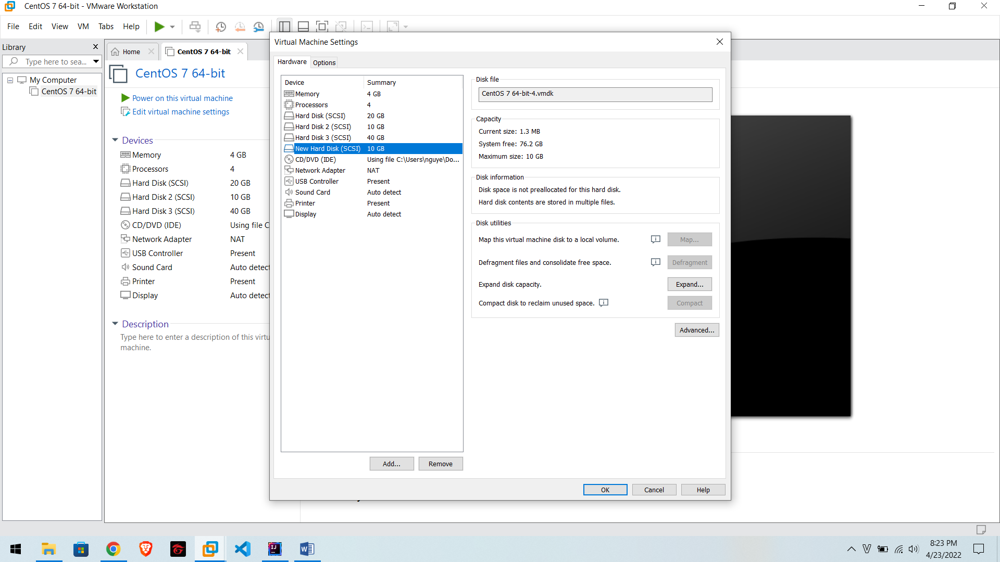 CentOS 7 64-bit - VMware Workstation
File Edit View VM Tabs Help
Library
Type here to sea...
My Computer
CentOS 7 64-bit
Home
CentOS 7 64-bit
CentOS 7 64-bit
Power on this virtual machine
Edit virtual machine settings
Devices
Memory 4 GB
Processors 4
Hard Disk (SCSI) 20 GB
Hard Disk 2 (SCSI) 10 GB
Hard Disk 3 (SCSI) 40 GB
CD/DVD (IDE) Using file C
Network Adapter NAT
USB Controller Present
Sound Card Auto detect
Printer Present
Display Auto detect
Description
Type here to enter a description of this virtu
machine.
Virtual Machine Settings
Hardware Options
Device Summary
Memory 4 GB
Processors 4
Hard Disk (SCSI) 20 GB
Hard Disk 2 (SCSI) 10 GB
Hard Disk 3 (SCSI) 40 GB
New Hard Disk (SCSI) 10 GB
CD/DVD (IDE) Using file C:\Users\nguye\Do...
Network Adapter NAT
USB Controller Present
Sound Card Auto detect
Printer Present
Display Auto detect
Add... Remove
Disk file
CentOS 7 64-bit-4.vmdk
Capacity
Current size: 1.3 MB
System free: 76.2 GB
Maximum size: 10 GB
Disk information
Disk space is not preallocated for this hard disk.
Hard disk contents are stored in multiple files.
Disk utilities
Map this virtual machine disk to a local volume. Map...
Defragment files and consolidate free space. Defragment
Expand disk capacity. Expand...
Compact disk to reclaim unused space. Compact
Advanced...
OK Cancel Help
8:23 PM
4/23/2022